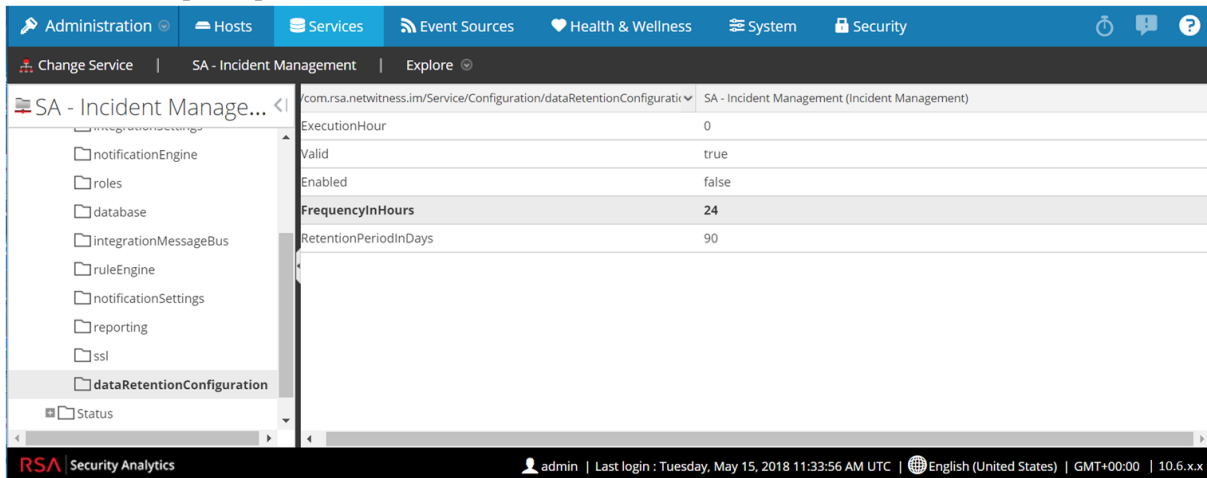 Administration Hosts Services Event Sources Health & Wellness System Security
Change Service | SA - Incident Management | Explore
SA - Incident Manage...
/com.rsa.netwitness.im/Service/Configuration/dataRetentionConfiguratic SA - Incident Management (Incident Management)
integrationSettings
notificationEngine
roles
database
integrationMessageBus
ruleEngine
notificationSettings
reporting
ssl
dataRetentionConfiguration
Status
ExecutionHour 0
Valid true
Enabled false
FrequencyInHours 24
RetentionPeriodInDays 90
RSA Security Analytics admin | Last login : Tuesday, May 15, 2018 11:33:56 AM UTC | English (United States) | GMT+00:00 | 10.6.x.x